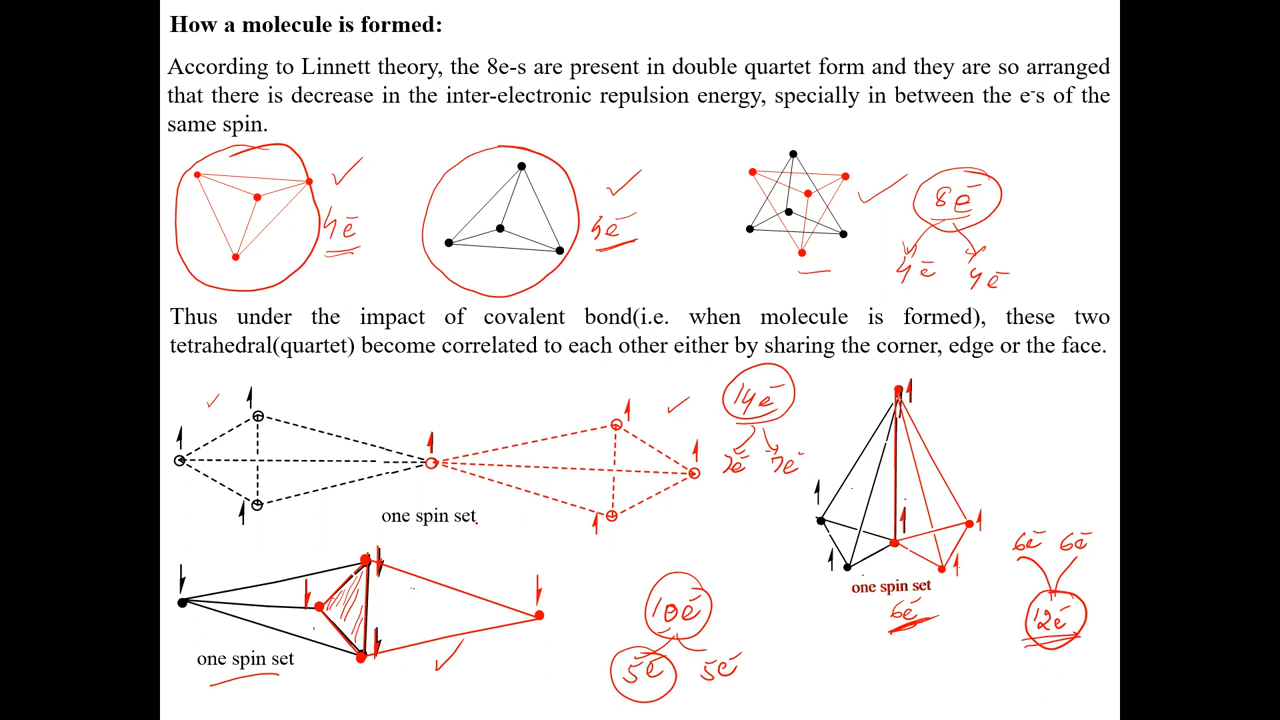 How a molecule is formed:
According to Linnett theory, the 8e-s are present in double quartet form and they are so arranged
that there is decrease in the inter-electronic repulsion energy, specially in between the e-s of the
same spin.
4e-
4e-
8e-
4e- 4e-
Thus under the impact of covalent bond(i.e. when molecule is formed), these two
tetrahedral(quartet) become correlated to each other either by sharing the corner, edge or the face.
14e-
7e- 7e-
one spin set
one spin set
6e-
6e- 6e-
12e-
one spin set
10e-
5e- 5e-